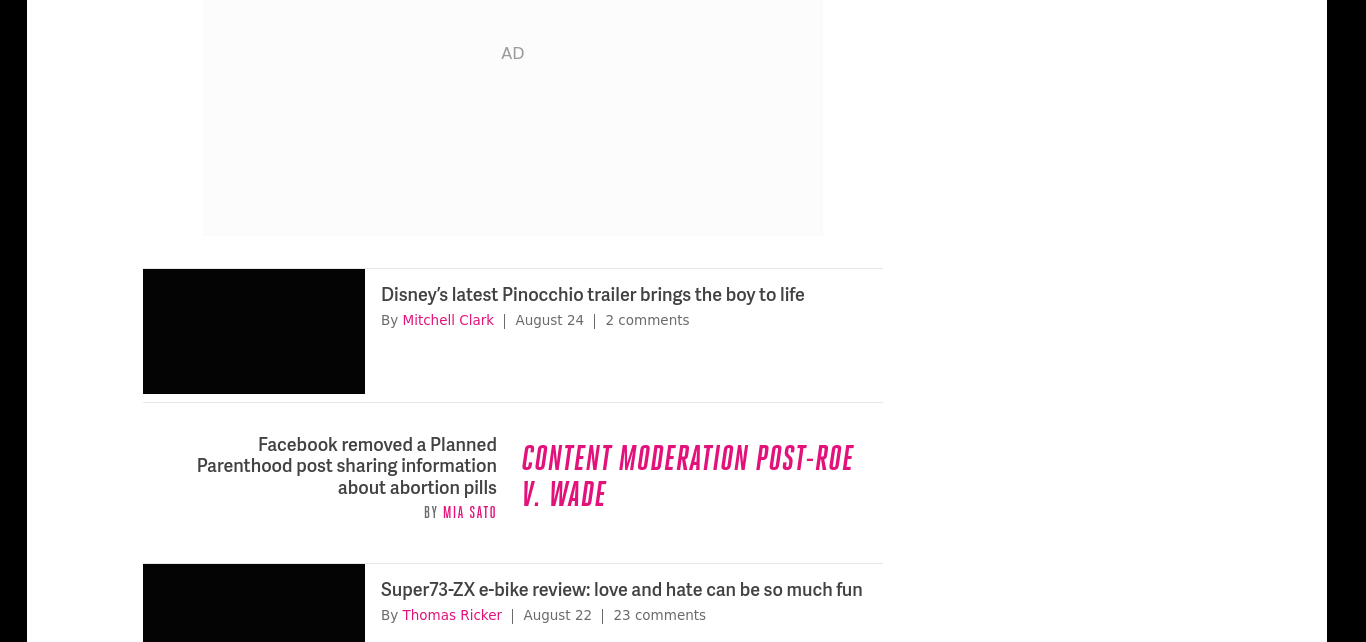 AD
Disney’s latest Pinocchio trailer brings the boy to life
By Mitchell Clark | August 24 | 2 comments
Facebook removed a Planned
Parenthood post sharing information
about abortion pills
BY MIA SATO
CONTENT MODERATION POST-ROE
V. WADE
Super73-ZX e-bike review: love and hate can be so much fun
By Thomas Ricker | August 22 | 23 comments